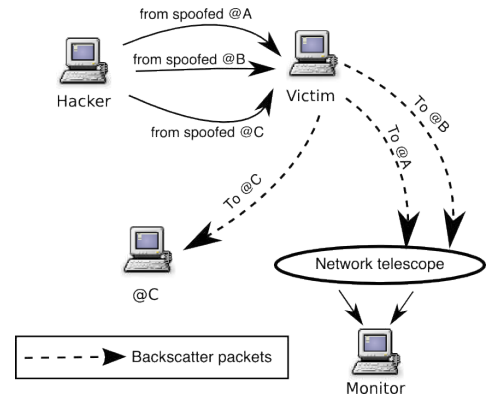 from spoofed @A
from spoofed @B
from spoofed @C
Hacker
Victim
To @B
To @A
To @C
@C
Network telescope
Monitor
Backscatter packets